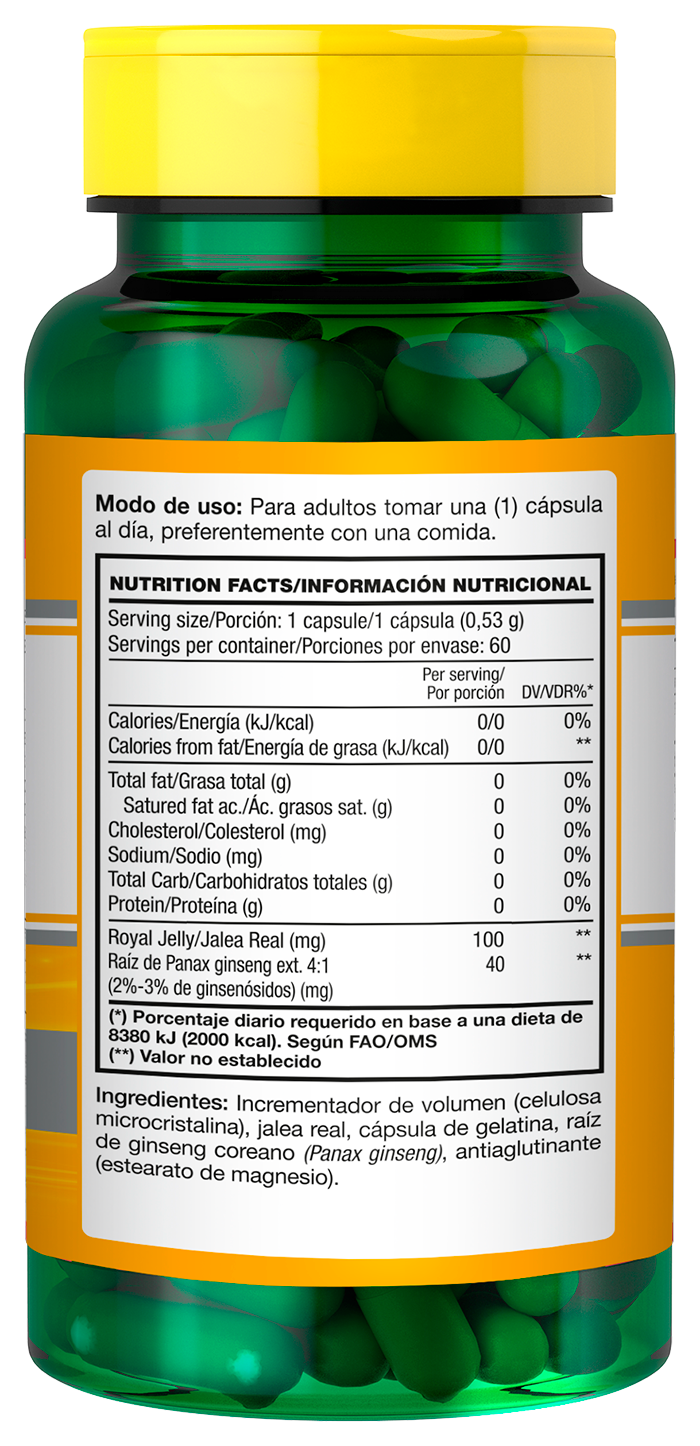 Modo de uso: Para adultos tomar una (1) cápsula
al día, preferentemente con una comida.
NUTRITION FACTS/INFORMACIÓN NUTRICIONAL
Serving size/Porción: 1 capsule/1 cápsula (0,53 g)
Servings per container/Porciones por envase: 60
Per serving/
Por porción DV/VDR%*
Calories/Energía (kJ/kcal) 0/0 0%
Calories from fat/Energía de grasa (kJ/kcal) 0/0 **
Total fat/Grasa total (g) 0 0%
Satured fat ac./Ác. grasos sat. (g) 0 0%
Cholesterol/Colesterol (mg) 0 0%
Sodium/Sodio (mg) 0 0%
Total Carb/Carbohidratos totales (g) 0 0%
Protein/Proteína (g) 0 0%
Royal Jelly/Jalea Real (mg) 100 **
Raíz de Panax ginseng ext. 4:1 40 **
(2%-3% de ginsenósidos) (mg)
(*) Porcentaje diario requerido en base a una dieta de
8380 kJ (2000 kcal). Según FAO/OMS
(**) Valor no establecido
Ingredientes: Incrementador de volumen (celulosa
microcristalina), jalea real, cápsula de gelatina, raíz
de ginseng coreano (Panax ginseng), antiaglutinante
(estearato de magnesio).